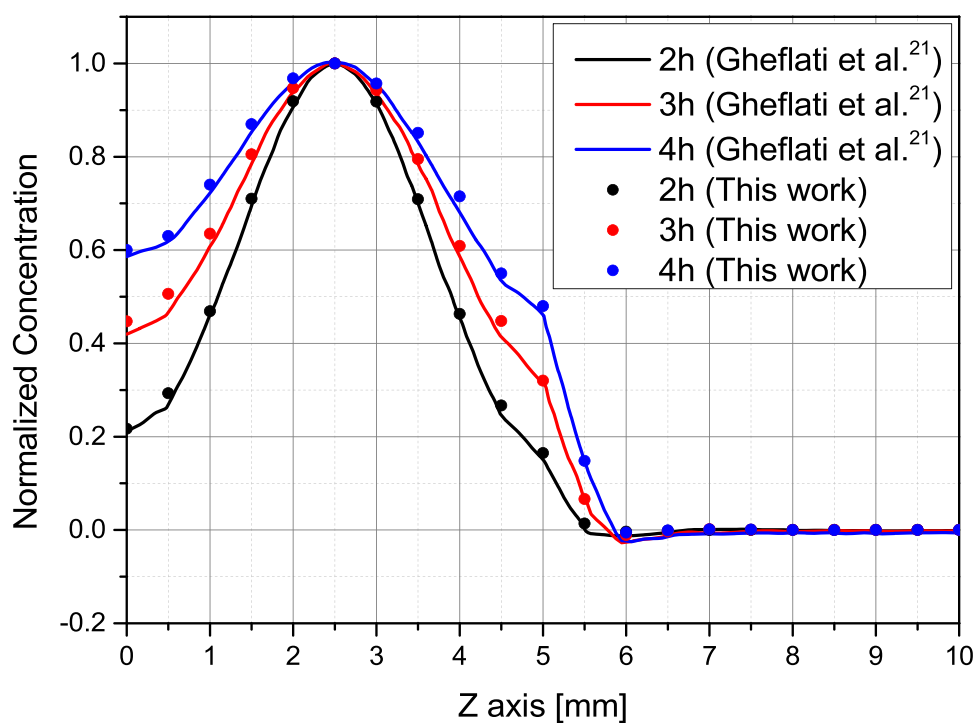 2h (Gheflati et al.²¹)
3h (Gheflati et al.²¹)
4h (Gheflati et al.²¹)
2h (This work)
3h (This work)
4h (This work)
Normalized Concentration
1.0
0.8
0.6
0.4
0.2
0.0
-0.2
0 1 2 3 4 5 6 7 8 9 10
Z axis [mm]